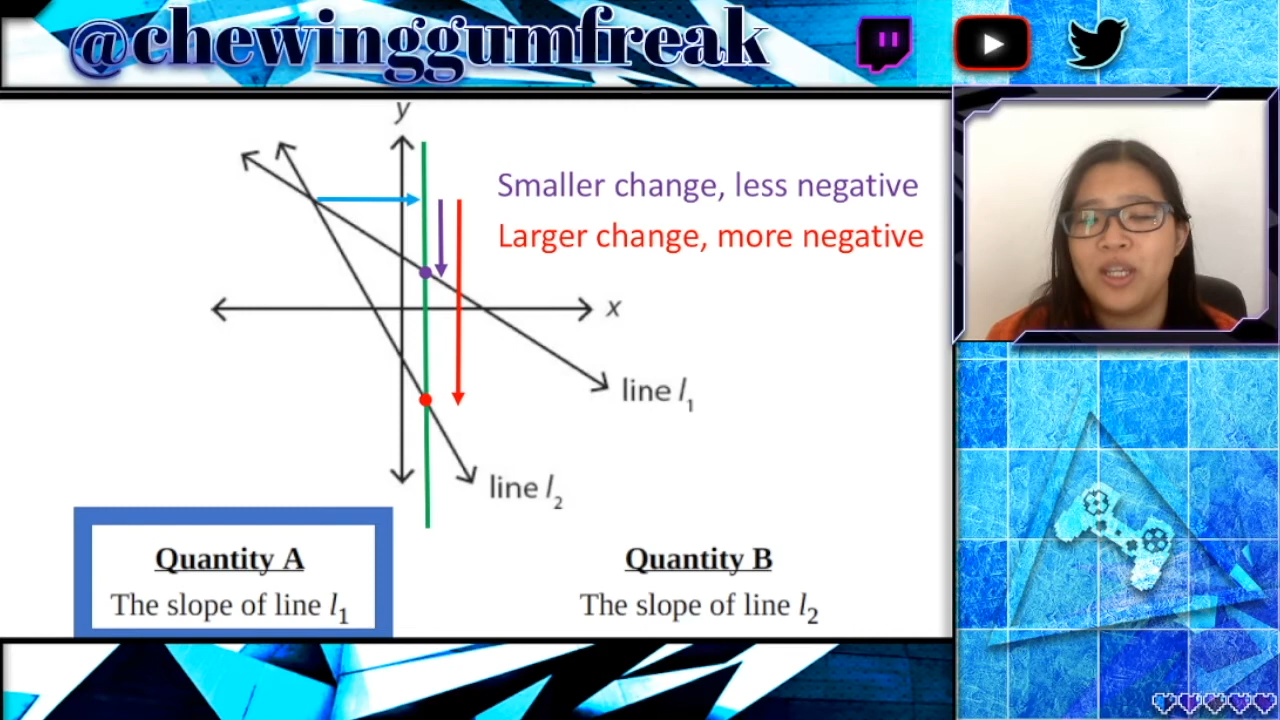 @chewinggumfreak
y
Smaller change, less negative
Larger change, more negative
x
line l₁
line l₂
Quantity A
The slope of line l₁
Quantity B
The slope of line l₂